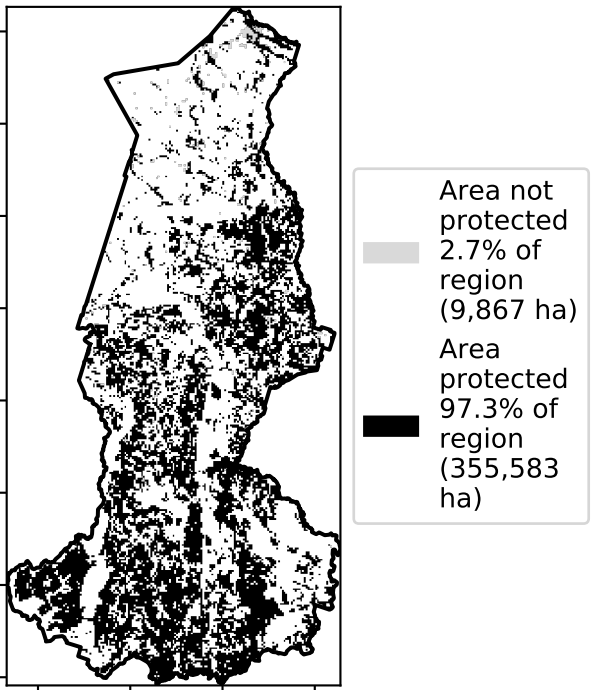 Area not
protected
2.7% of
region
(9,867 ha)
Area
protected
97.3% of
region
(355,583
ha)